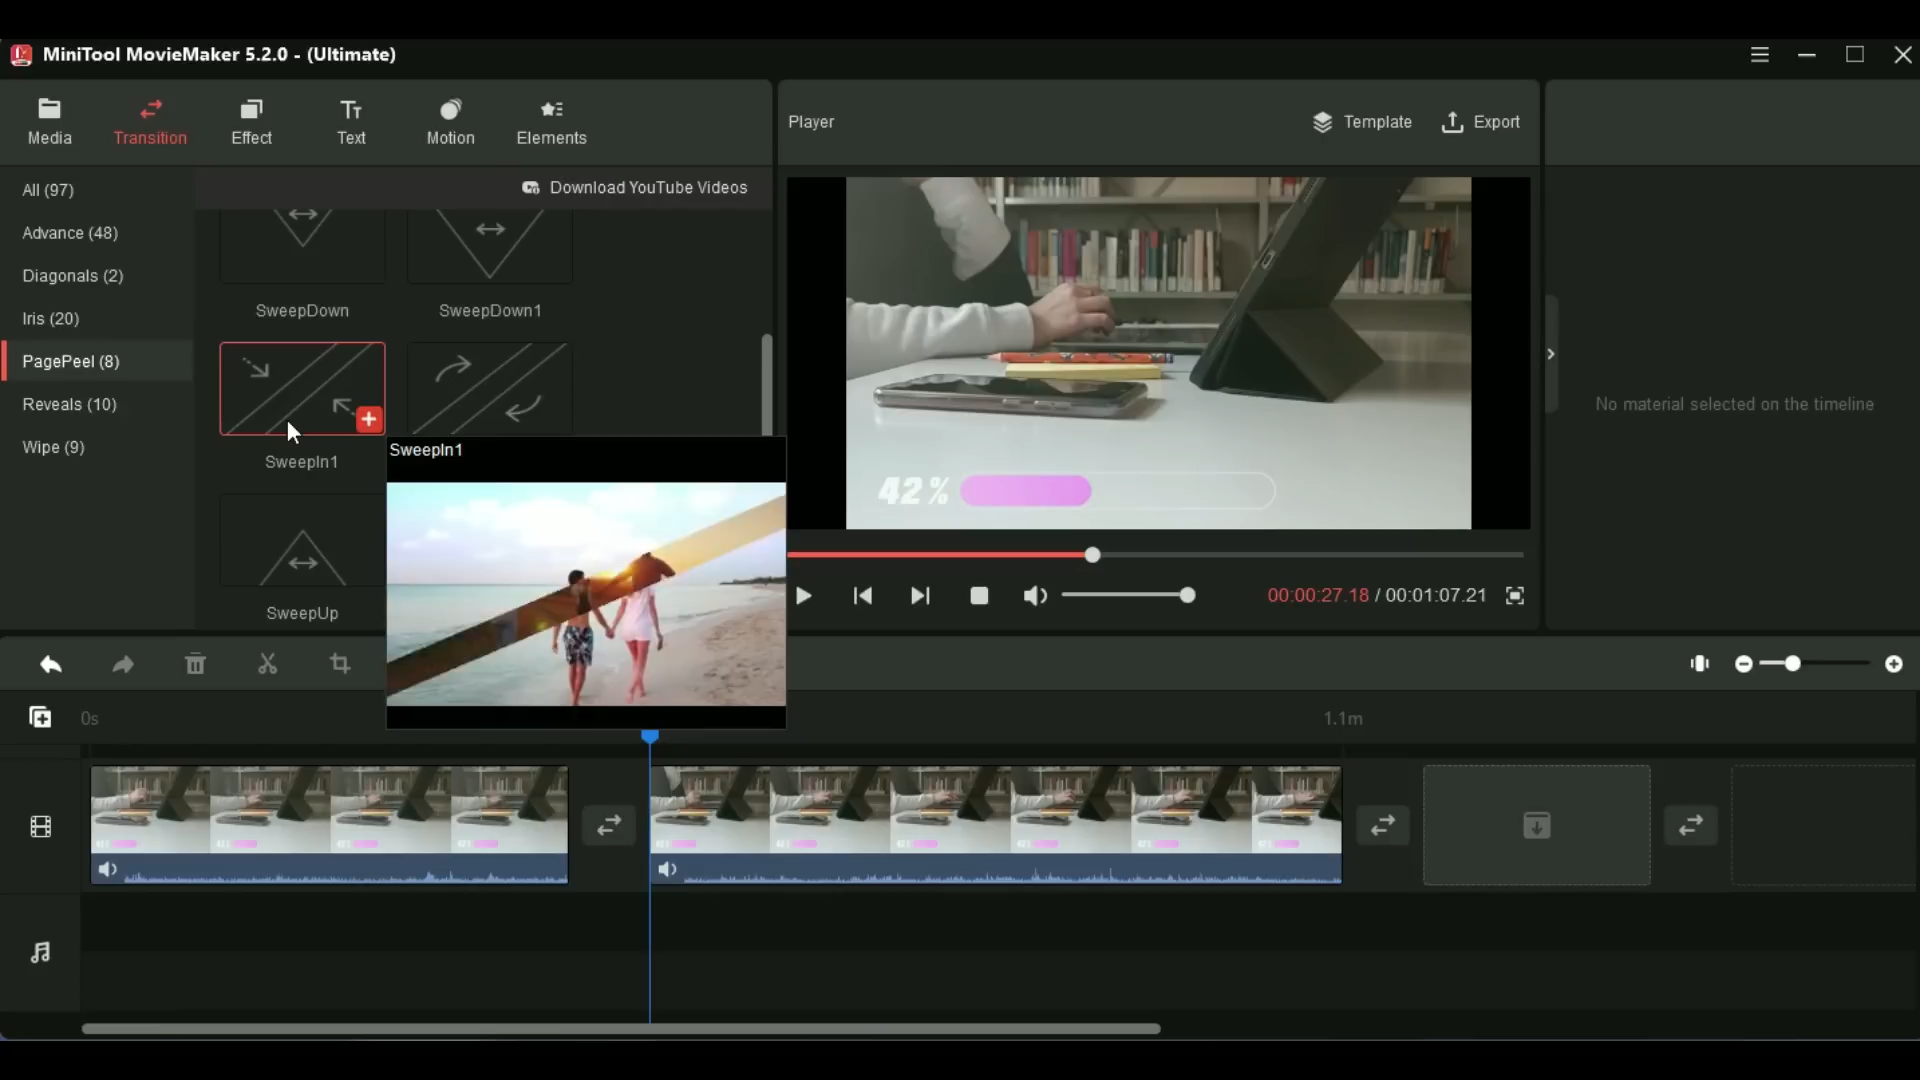 MiniTool MovieMaker 5.2.0 - (Ultimate)
Media
Transition
Effect
Text
Motion
Elements
Player
Template
Export
All (97)
Download YouTube Videos
Advance (48)
Diagonals (2)
Iris (20)
PagePeel (8)
Reveals (10)
Wipe (9)
SweepDown
SweepDown1
SweepIn1
SweepIn1
SweepUp
42%
No material selected on the timeline
00:00:27.18 / 00:01:07.21
0s
1.1m